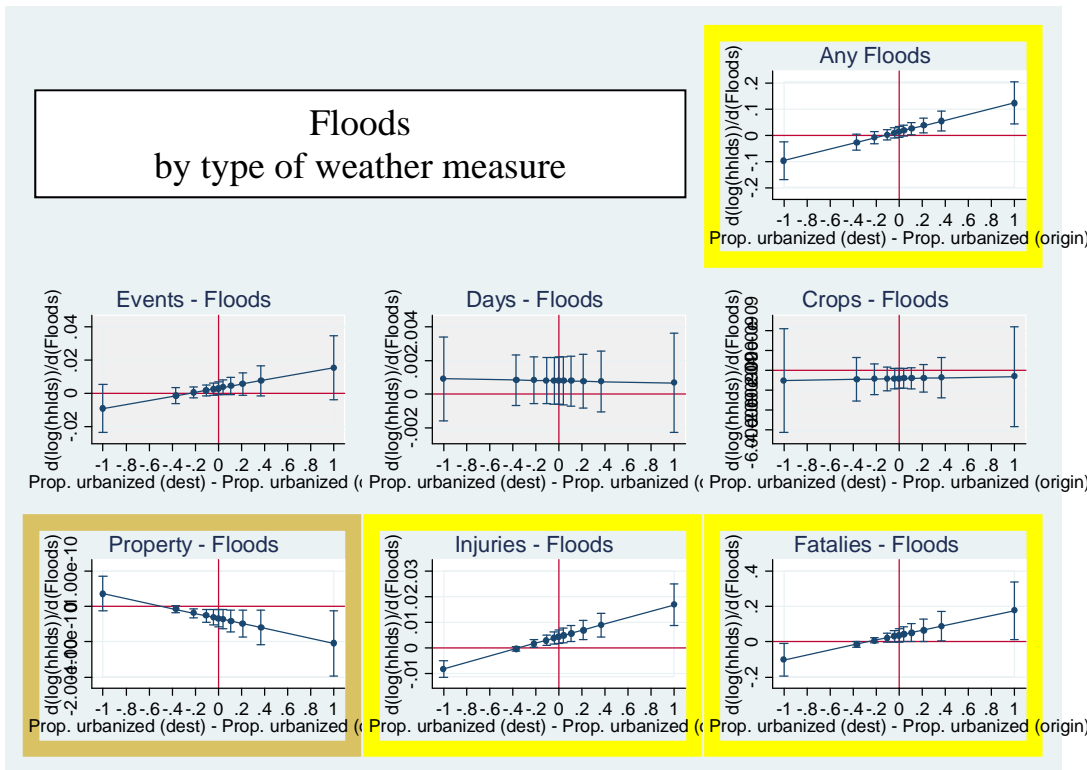 Floods
by type of weather measure
Any Floods
d(log(hhlds))/d(Floods)
-.2 -.1 0 .1 .2
-1 -.8 -.6 -.4 -.2 0 .2 .4 .6 .8 1
Prop. urbanized (dest) - Prop. urbanized (origin)
Events - Floods
d(log(hhlds))/d(Floods)
-.02 0 .02 .04
-1 -.8 -.6 -.4 -.2 0 .2 .4 .6 .8 1
Prop. urbanized (dest) - Prop. urbanized (
Days - Floods
d(log(hhlds))/d(Floods)
-.002 0 .002 .004
-1 -.8 -.6 -.4 -.2 0 .2 .4 .6 .8 1
Prop. urbanized (dest) - Prop. urbanized (
Crops - Floods
d(log(hhlds))/d(Floods)
-1 -.8 -.6 -.4 -.2 0 .2 .4 .6 .8 1
Prop. urbanized (dest) - Prop. urbanized (origin)
Property - Floods
d(log(hhlds))/d(Floods)
-1 -.8 -.6 -.4 -.2 0 .2 .4 .6 .8 1
Prop. urbanized (dest) - Prop. urbanized (
Injuries - Floods
d(log(hhlds))/d(Floods)
-.01 0 .01 .02 .03
-1 -.8 -.6 -.4 -.2 0 .2 .4 .6 .8 1
Prop. urbanized (dest) - Prop. urbanized (
Fatalies - Floods
d(log(hhlds))/d(Floods)
-.2 0 .2 .4
-1 -.8 -.6 -.4 -.2 0 .2 .4 .6 .8 1
Prop. urbanized (dest) - Prop. urbanized (origin)